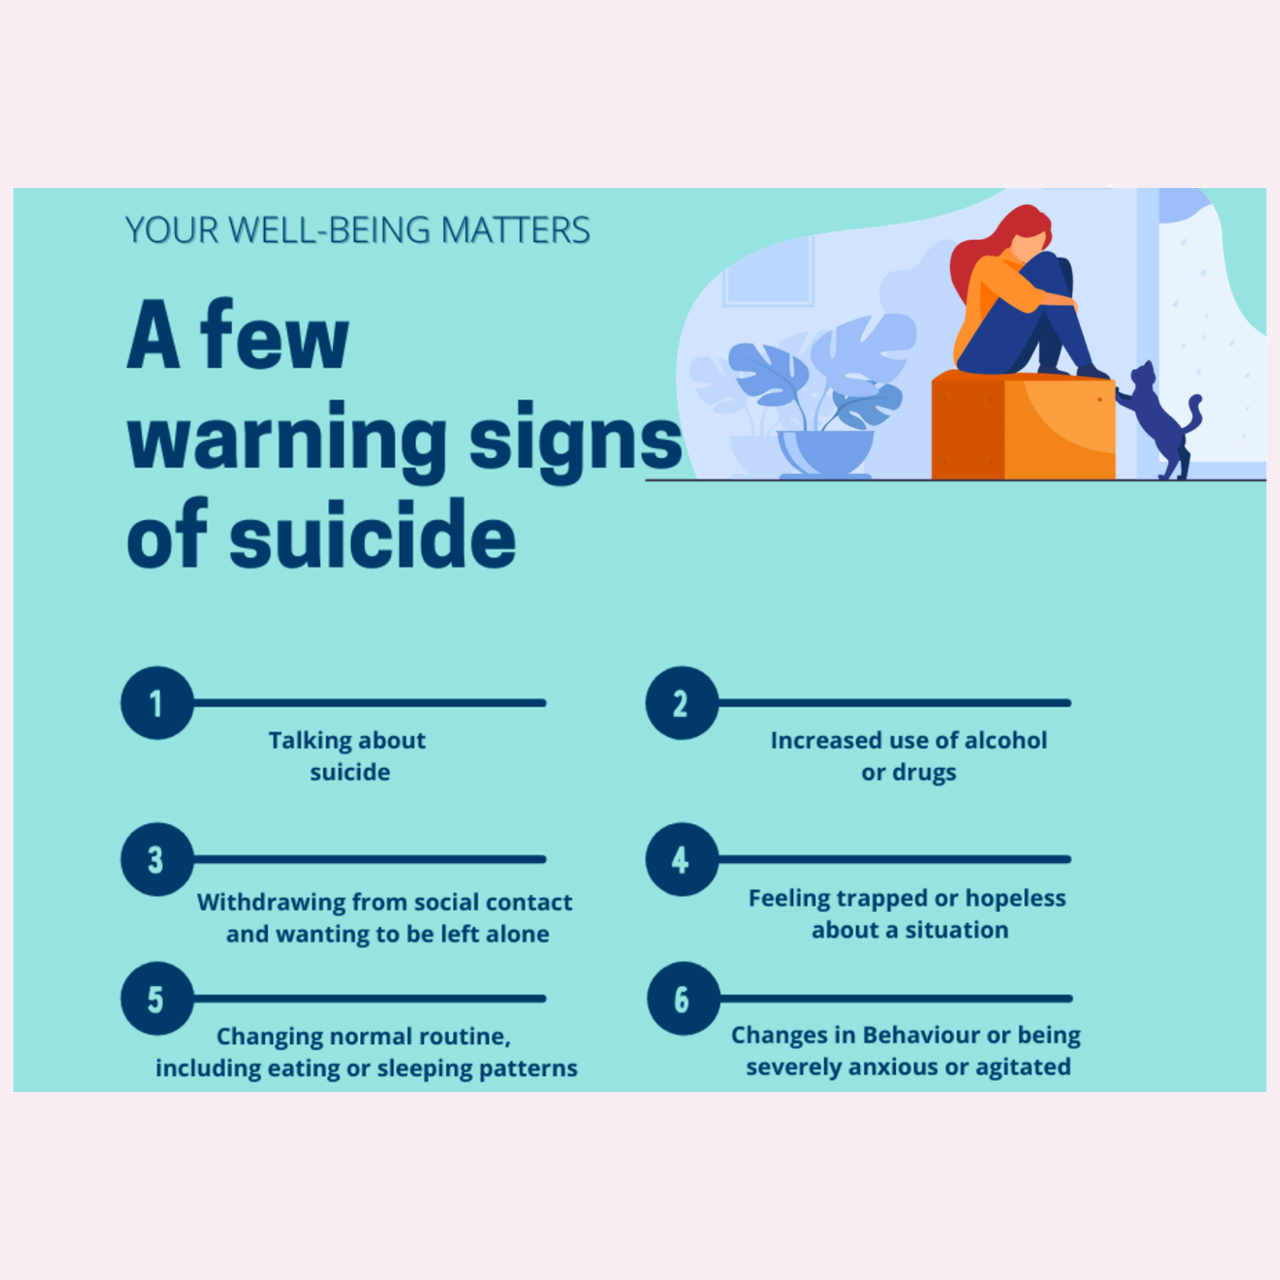 YOUR WELL-BEING MATTERS
A few
warning signs
of suicide
1
Talking about
suicide
2
Increased use of alcohol
or drugs
3
Withdrawing from social contact
and wanting to be left alone
4
Feeling trapped or hopeless
about a situation
5
Changing normal routine,
including eating or sleeping patterns
6
Changes in Behaviour or being
severely anxious or agitated